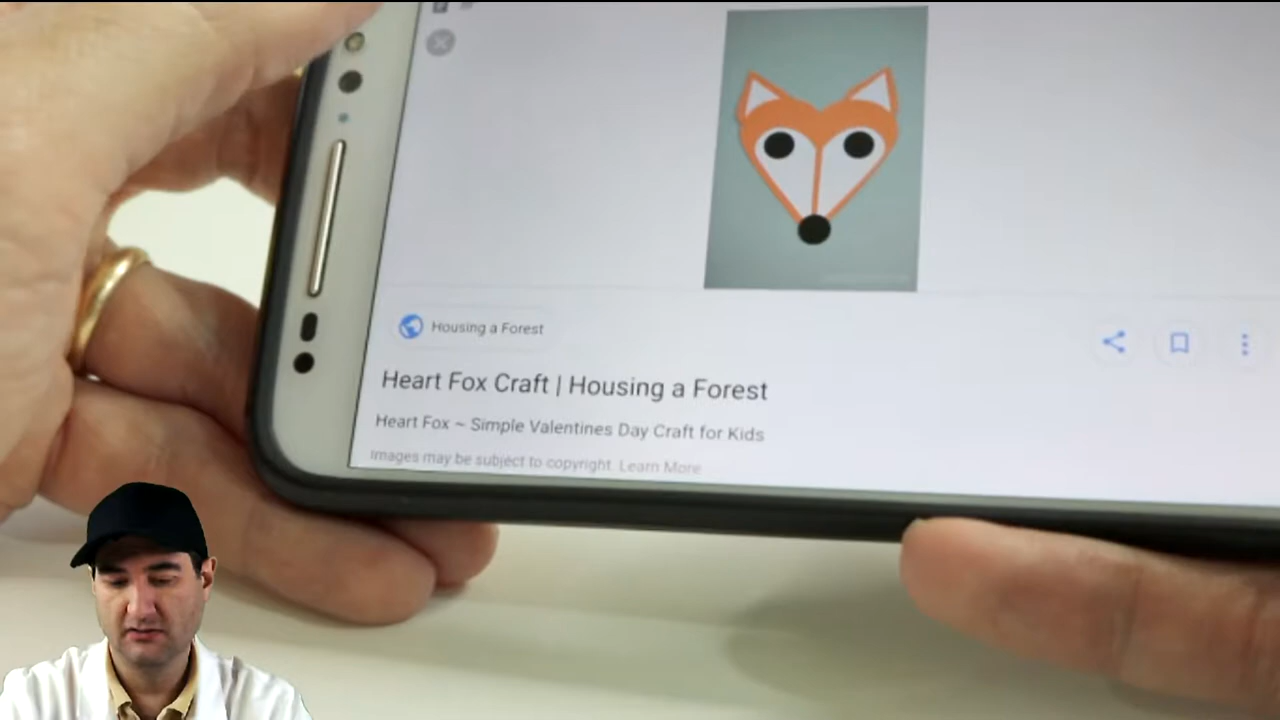 Housing a Forest
Heart Fox Craft | Housing a Forest
Heart Fox ~ Simple Valentines Day Craft for Kids
Images may be subject to copyright. Learn More